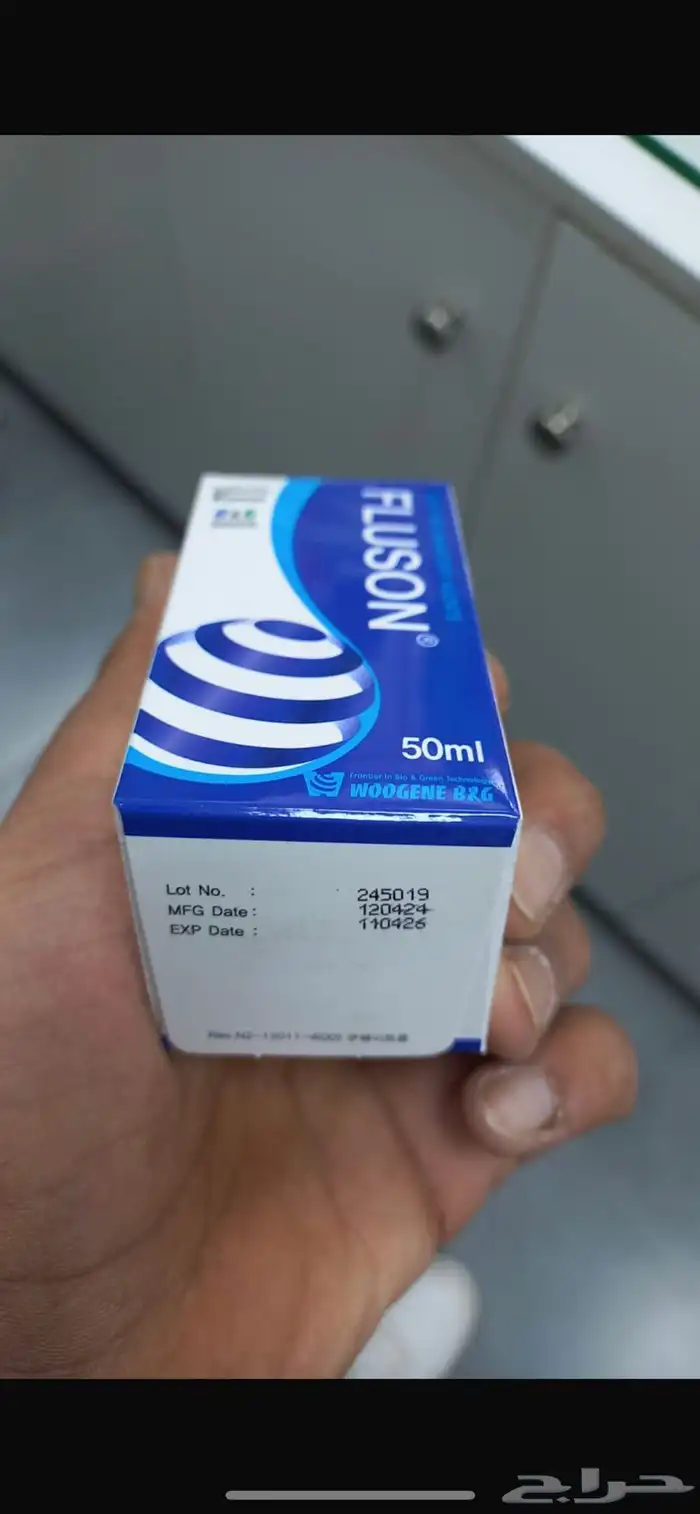 FLUSON®
50ml
Frontier in Bio & Green Technology
WOOGENE B&G
Lot No. : 245019
MFG Date : 120424
EXP Date : 110426
حراج